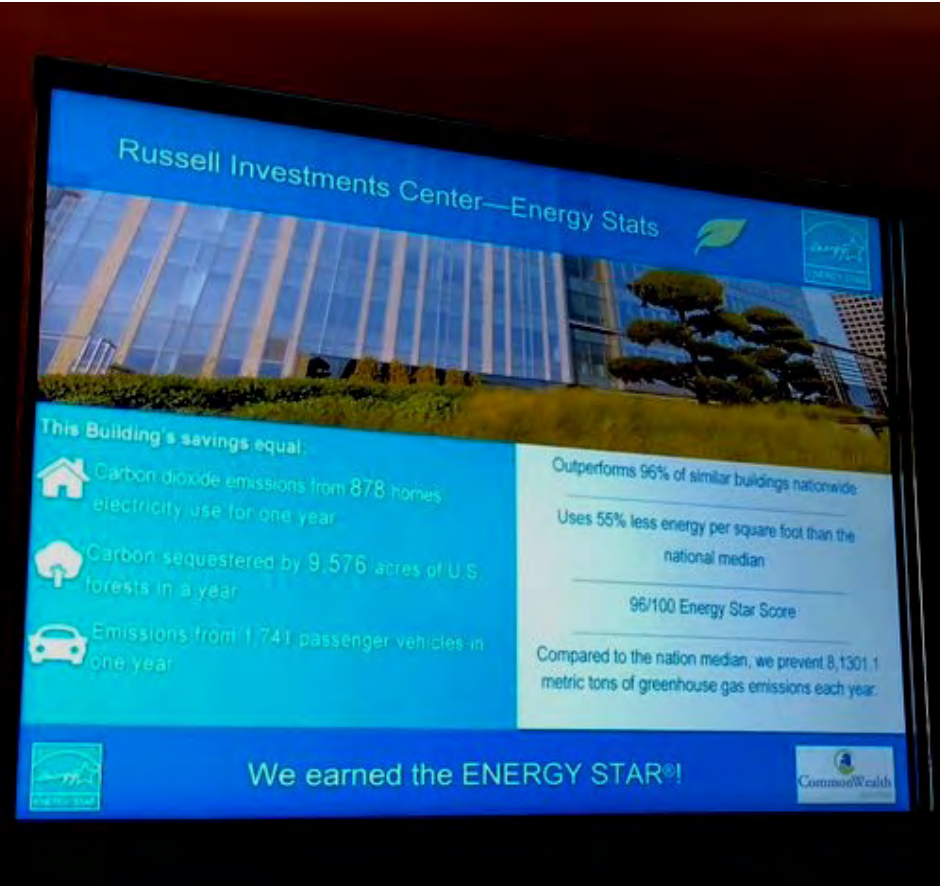 Russell Investments Center—Energy Stats
ENERGY STAR
This Building's savings equal:
Carbon dioxide emissions from 878 homes
electricity use for one year
Carbon sequestered by 9,576 acres of U.S.
forests in a year
Emissions from 1,741 passenger vehicles in
one year
Outperforms 96% of similar buildings nationwide
Uses 55% less energy per square foot than the
national median
96/100 Energy Star Score
Compared to the nation median, we prevent 8,1301.1
metric tons of greenhouse gas emissions each year.
ENERGY STAR
We earned the ENERGY STAR®!
CommonWealth